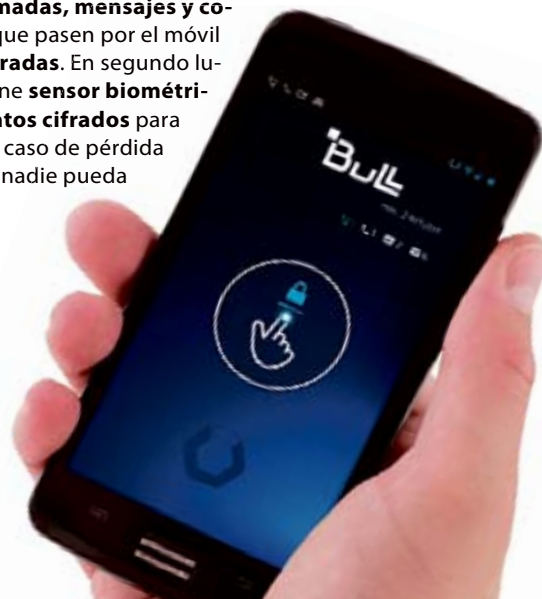 madas, mensajes y co-
que pasen por el móvil
radas. En segundo lu-
ne sensor biométri-
tos cifrados para
caso de pérdida
nadie pueda
Bull